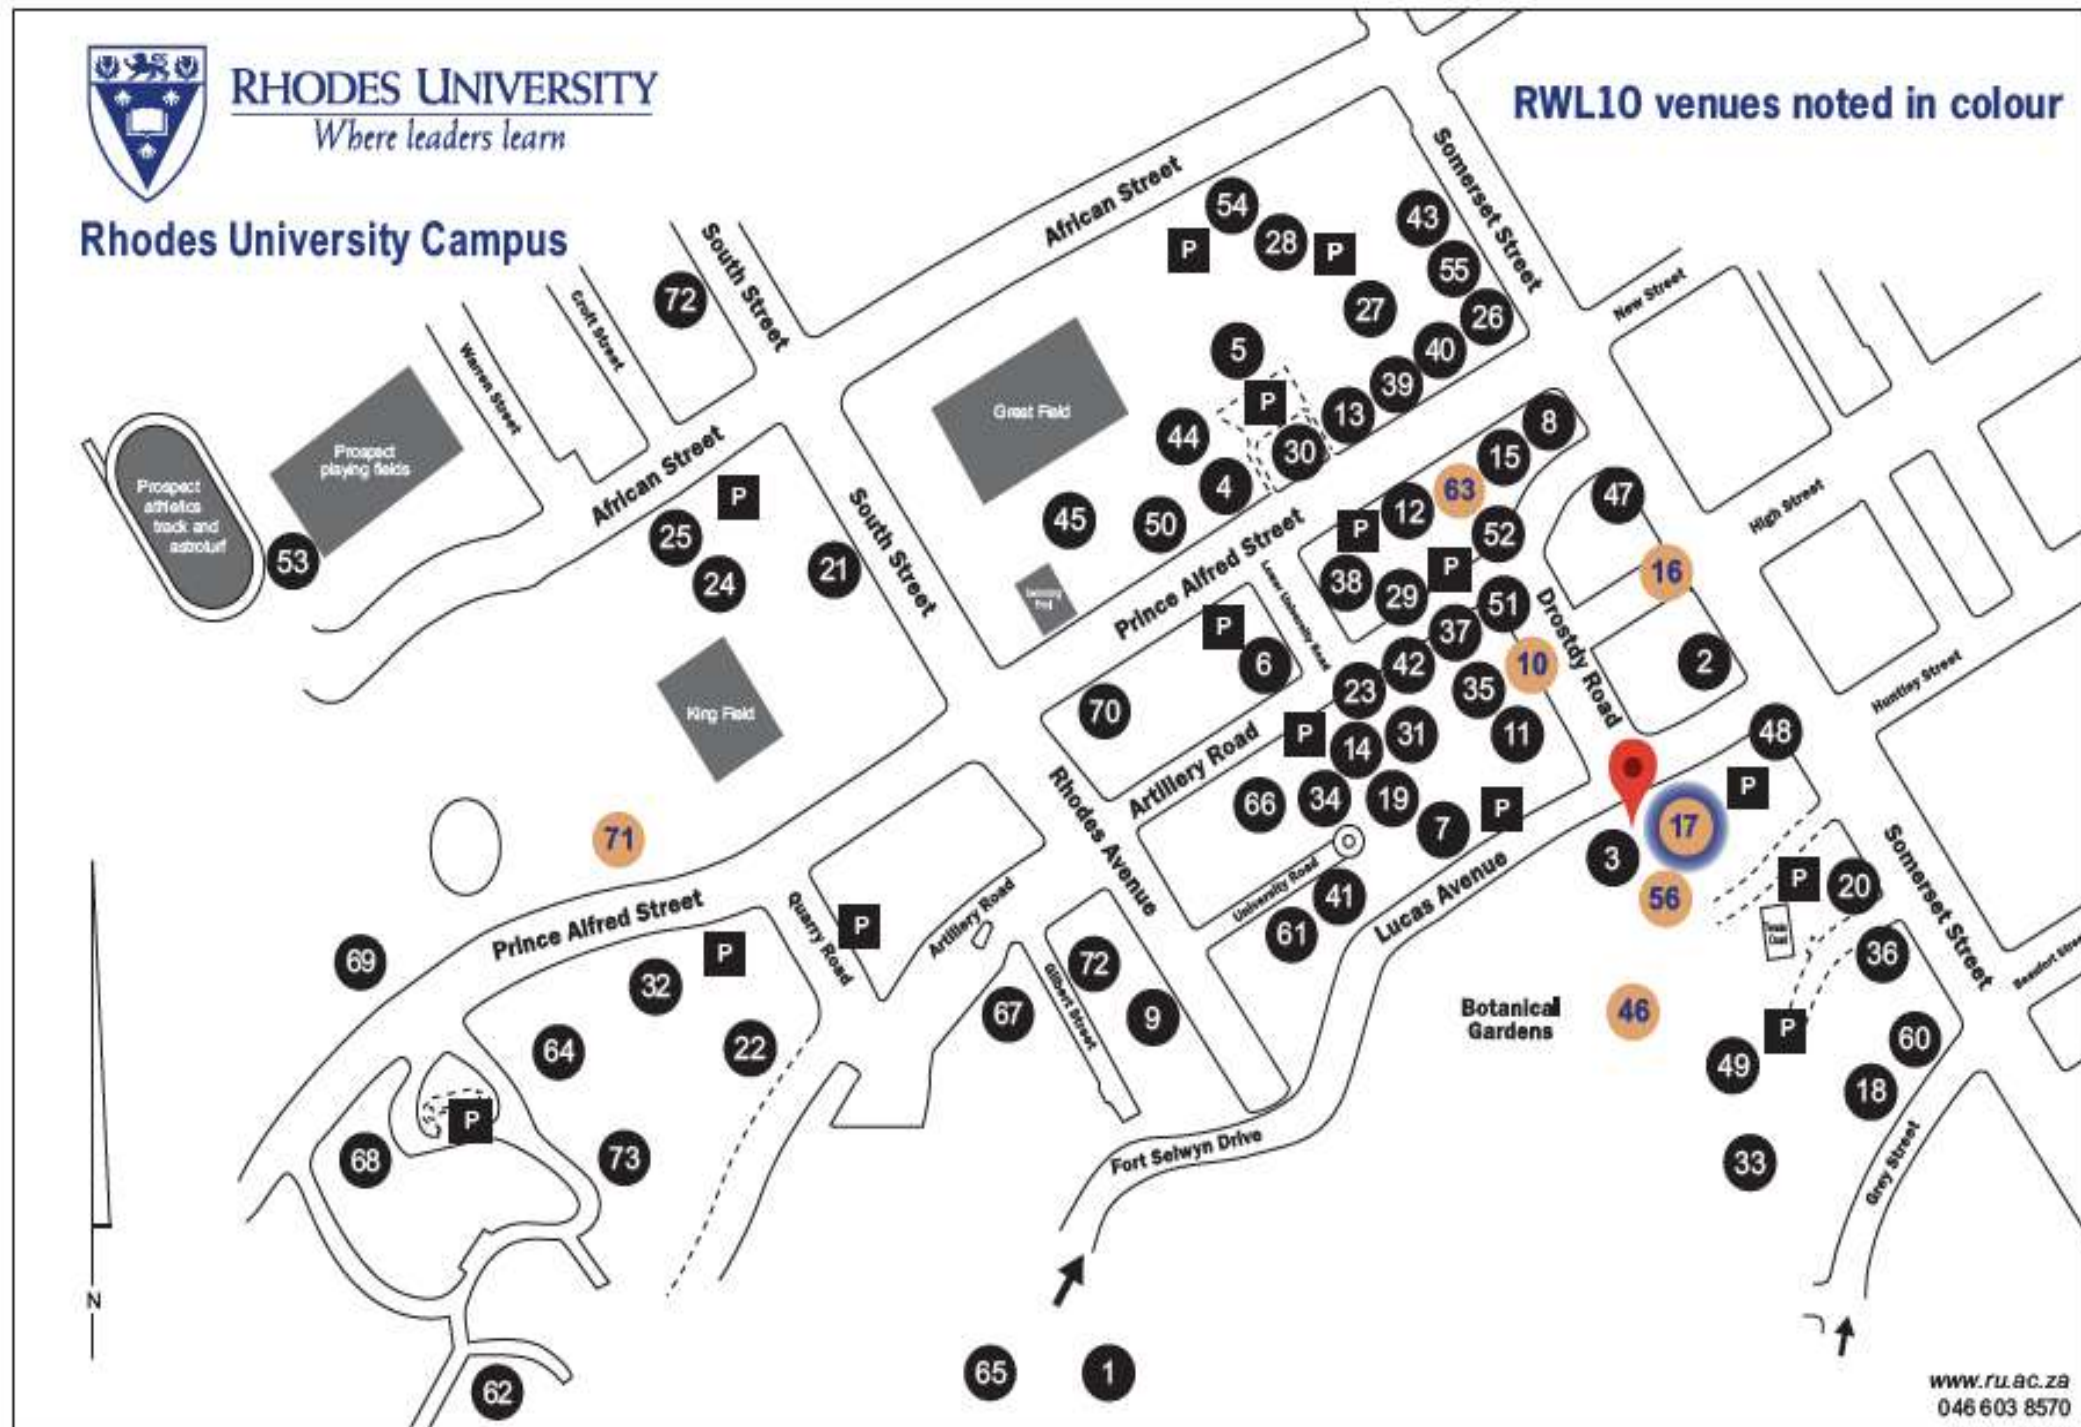 RHODES UNIVERSITY
Where leaders learn
Rhodes University Campus
RWL10 venues noted in colour
African Street
Somerset Street
54
43
P
28
P
55
South Street
72
27
26
New Street
Croft Street
5
40
Warren Street
P
39
Great Field
13
8
44
30
15
Prospect
playing fields
African Street
P
4
63
47
Prospect
athletics
track and
astroturf
South Street
45
50
12
High Street
25
Prince Alfred Street
P
52
53
24
21
38
29
P
16
Lower University Road
51
Drostdy Road
P
37
6
42
10
2
Huntley Street
King Field
70
23
35
P
31
11
48
14
Artillery Road
Rhodes Avenue
P
66
34
19
P
7
17
71
3
Somerset Street
University Road
41
P
20
56
Lucas Avenue
Prince Alfred Street
Quarry Road
P
Artillery Road
61
36
69
P
72
Gilbert Street
32
67
9
Botanical
Gardens
46
P
60
64
22
49
18
P
68
73
Fort Selwyn Drive
33
Grey Street
N
65
1
62
www.ru.ac.za
046 603 8570